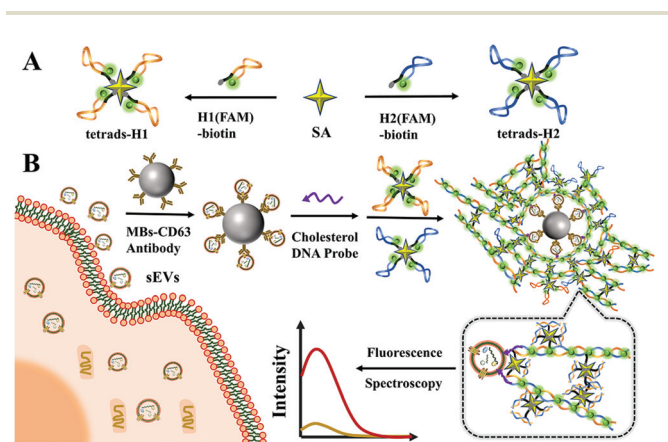 A
H1(FAM)
-biotin
H2(FAM)
-biotin
tetrads-H1
SA
tetrads-H2
B
MBs-CD63
Antibody
Cholesterol
DNA Probe
sEVs
Intensity
Fluorescence
Spectroscopy